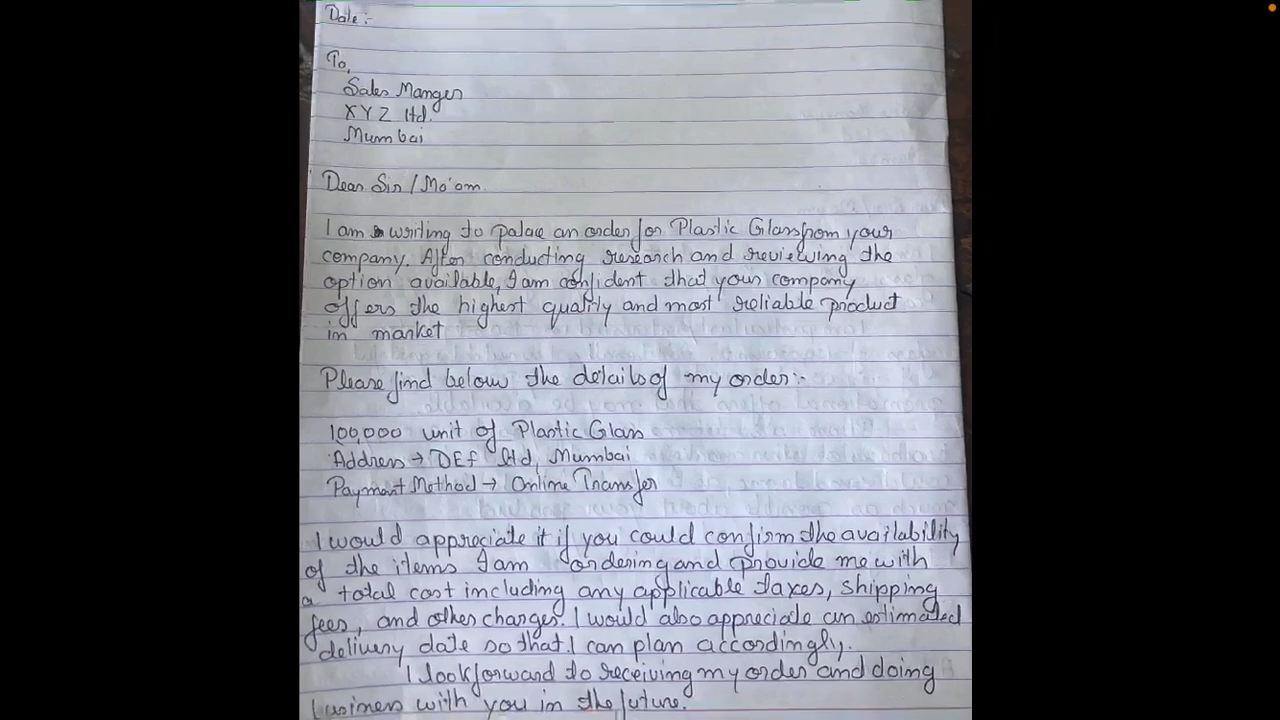 Date:-
To,
Sales Manger
XYZ ltd.
Mumbai
Dear Sir / Ma'am
I am writing to palace an order for Plastic Glass from your
company. After conducting research and reviewing the
option available, I am confident that your company
offers the highest quality and most reliable product
in market
Please find below the details of my order:-
100,000 unit of Plastic Glass
Address → DEF ltd, Mumbai
Payment Method → Online Transfer
I would appreciate it if you could confirm the availability
of the items I am ordering and provide me with
a total cost including any applicable taxes, shipping
fees, and other charges. I would also appreciate an estimated
delivery date so that I can plan accordingly.
I look forward to receiving my order and doing
business with you in the future.